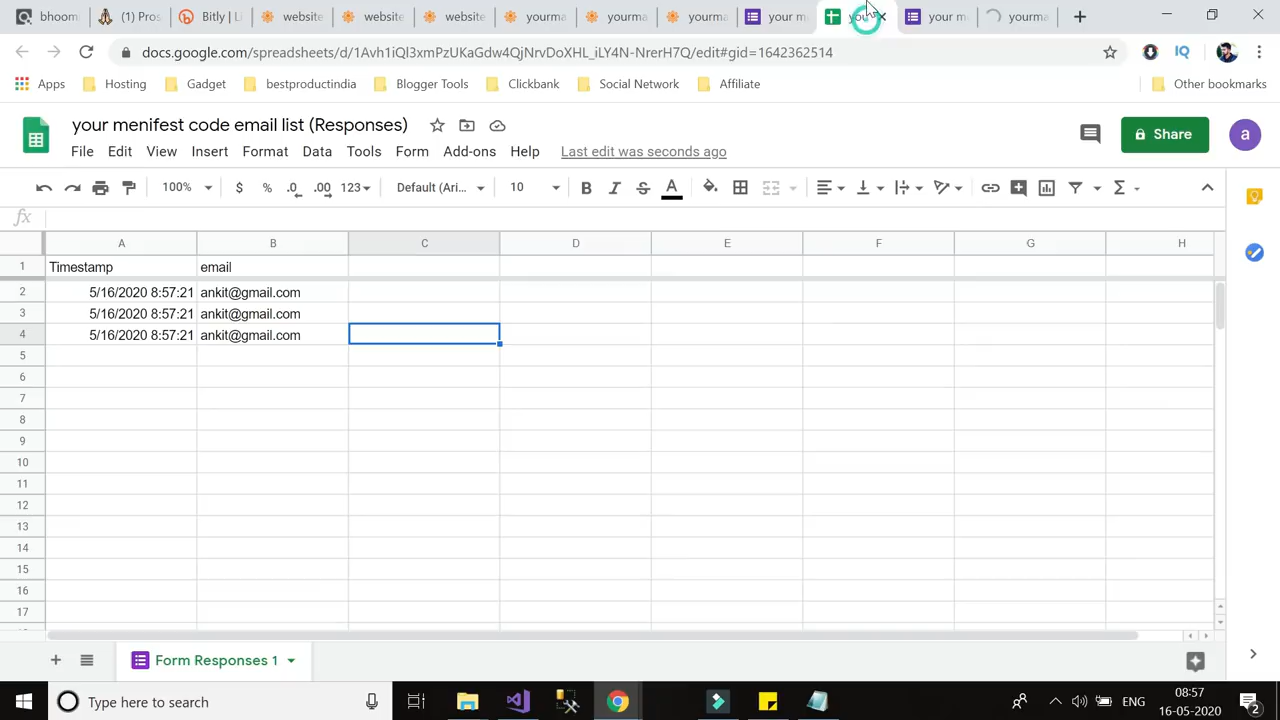 bhoom
(1) Pro
Bitly | Li
website
website
website
yourm
yourma
yourma
your m
you
your m
yourma
docs.google.com/spreadsheets/d/1Avh1iQI3xmPzUKaGdw4QjNrvDoXHL_iLY4N-NrerH7Q/edit#gid=1642362514
IQ
Apps
Hosting
Gadget
bestproductindia
Blogger Tools
Clickbank
Social Network
Affiliate
Other bookmarks
your menifest code email list (Responses)
Share
a
File Edit View Insert Format Data Tools Form Add-ons Help Last edit was seconds ago
100% $ % .0 .00 123 Default (Ari... 10 B I S A
fx
A B C D E F G H
1 Timestamp email
2 5/16/2020 8:57:21 ankit@gmail.com
3 5/16/2020 8:57:21 ankit@gmail.com
4 5/16/2020 8:57:21 ankit@gmail.com
5
6
7
8
9
10
11
12
13
14
15
16
17
Form Responses 1
Type here to search
ENG
08:57
16-05-2020
2